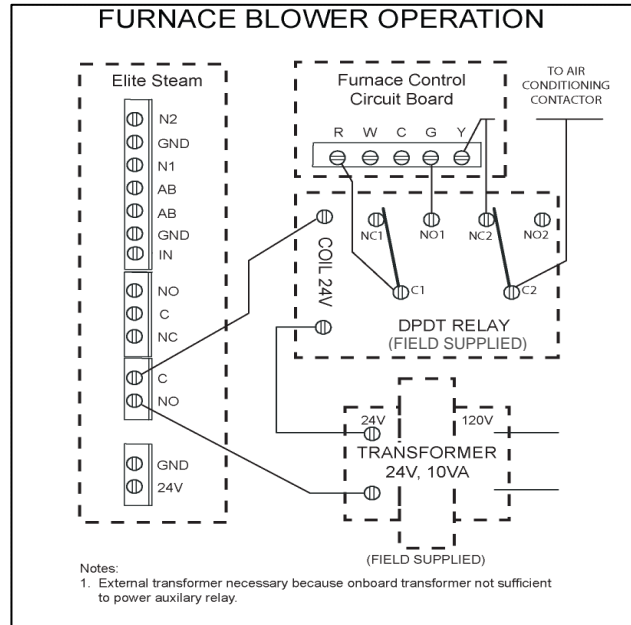 FURNACE BLOWER OPERATION
Elite Steam
N2
GND
N1
AB
AB
GND
IN
NO
C
NC
C
NO
GND
24V
Furnace Control
Circuit Board
R W C G Y
TO AIR
CONDITIONING
CONTACTOR
COIL 24V
NC1 NO1 NC2 NO2
C1 C2
DPDT RELAY
(FIELD SUPPLIED)
24V 120V
TRANSFORMER
24V, 10VA
(FIELD SUPPLIED)
Notes:
1. External transformer necessary because onboard transformer not sufficient
to power auxilary relay.